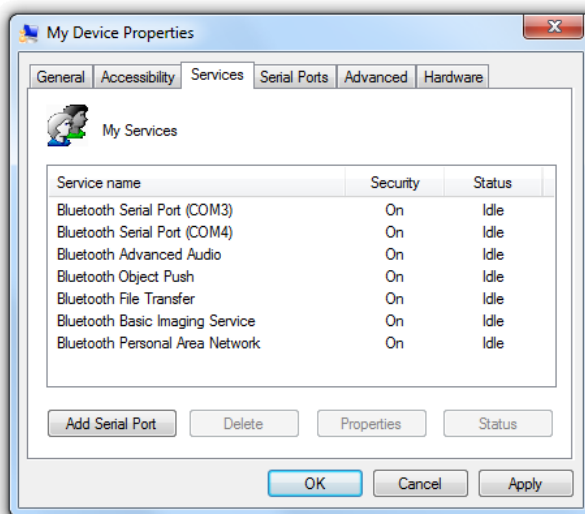 My Device Properties
General Accessibility Services Serial Ports Advanced Hardware
My Services
Service name Security Status
Bluetooth Serial Port (COM3) On Idle
Bluetooth Serial Port (COM4) On Idle
Bluetooth Advanced Audio On Idle
Bluetooth Object Push On Idle
Bluetooth File Transfer On Idle
Bluetooth Basic Imaging Service On Idle
Bluetooth Personal Area Network On Idle
Add Serial Port Delete Properties Status
OK Cancel Apply